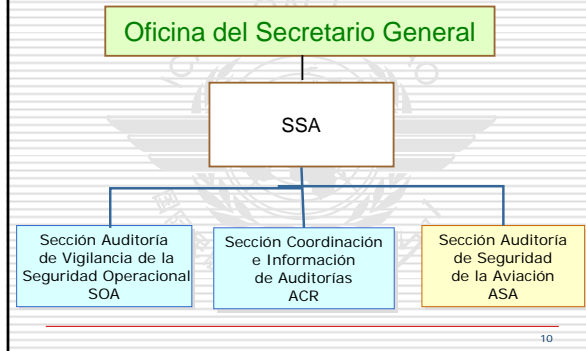 Oficina del Secretario General
SSA
Sección Auditoría
de Vigilancia de la
Seguridad Operacional
SOA
Sección Coordinación
e Información
de Auditorías
ACR
Sección Auditoría
de Seguridad
de la Aviación
ASA
10